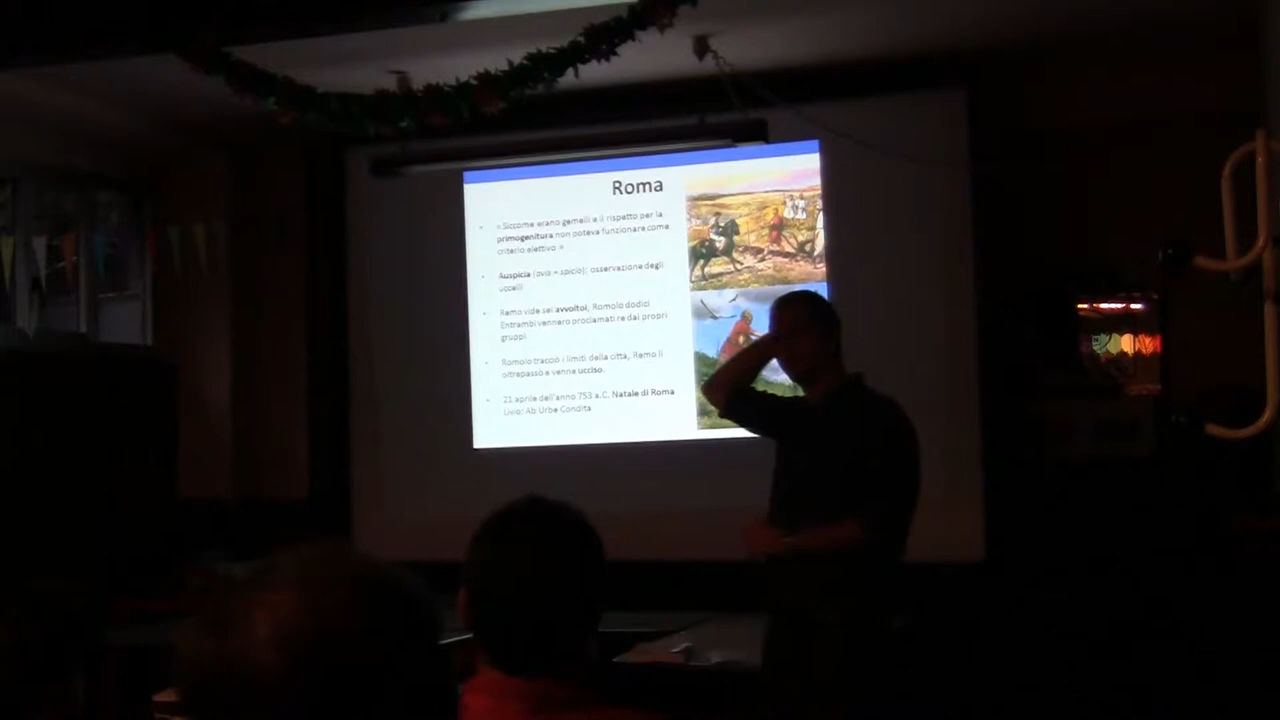 Roma
« Siccome erano gemelli e il rispetto per la
primogenitura non poteva funzionare come
criterio elettivo »
Auspicia (avis + spicio): osservazione degli
uccelli
Remo vide sei avvoltoi, Romolo dodici
Entrambi vennero proclamati re dai propri
gruppi
Romolo tracciò i limiti della città, Remo li
oltrepassò e venne ucciso.
21 aprile dell'anno 753 a.C. Natale di Roma
Livio: Ab Urbe Condita